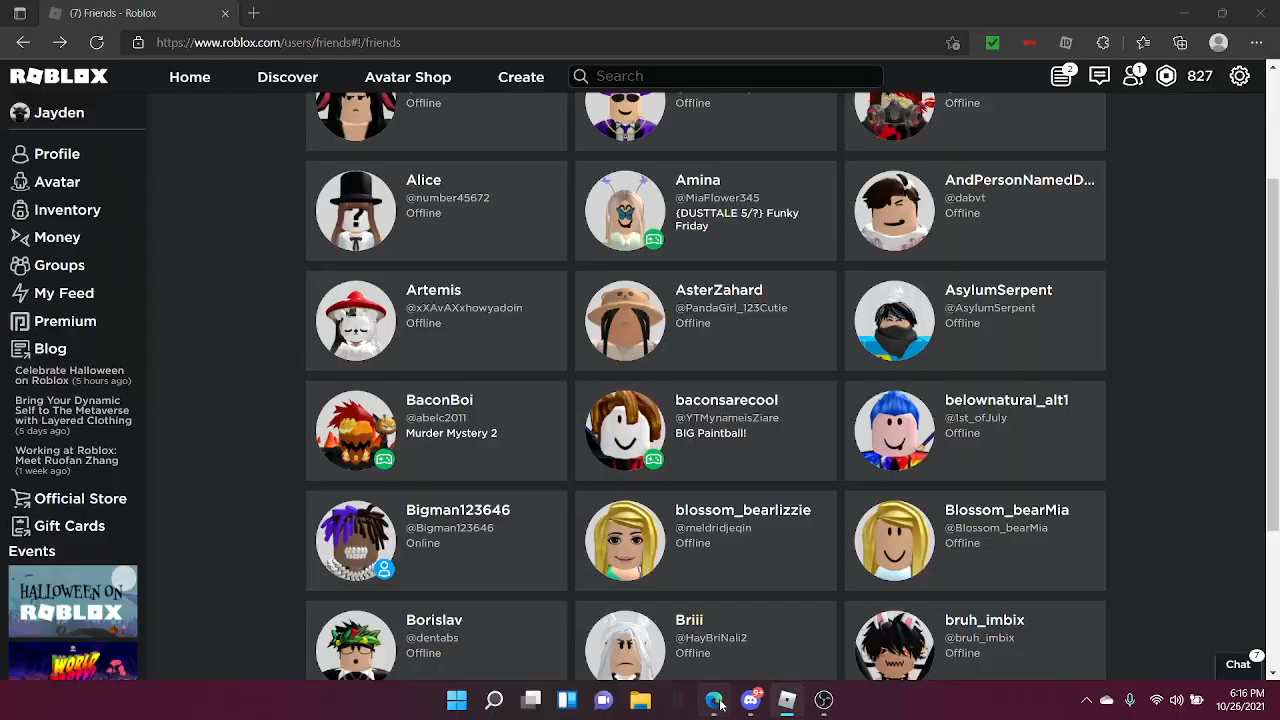 (7) Friends - Roblox
https://www.roblox.com/users/friends#!/friends
ROBLOX
Home
Discover
Avatar Shop
Create
Search
2
1
827
Jayden
Profile
Avatar
Inventory
Money
Groups
My Feed
Premium
Blog
Celebrate Halloween
on Roblox (5 hours ago)
Bring Your Dynamic
Self to The Metaverse
with Layered Clothing
(5 days ago)
Working at Roblox:
Meet Ruofan Zhang
(1 week ago)
Official Store
Gift Cards
Events
HALLOWEEN ON
ROBLOX
WORLD
Offline
Offline
Offline
Alice
@number45672
Offline
Amina
@MiaFlower345
{DUSTTALE 5/?} Funky
Friday
AndPersonNamedD...
@dabvt
Offline
Artemis
@xXAvAXxhowyadoin
Offline
AsterZahard
@PandaGirl_123Cutie
Offline
AsylumSerpent
@AsylumSerpent
Offline
BaconBoi
@abelc2011
Murder Mystery 2
baconsarecool
@YTMynameisZiare
BIG Paintball!
belownatural_alt1
@1st_ofJuly
Offline
Bigman123646
@Bigman123646
Online
blossom_bearlizzie
@meldridjeqin
Offline
Blossom_bearMia
@Blossom_bearMia
Offline
Borislav
@dentabs
Offline
Briii
@HayBriNali2
Offline
bruh_imbix
@bruh_imbix
Offline
Chat
7
9+
6:16 PM
10/26/2021